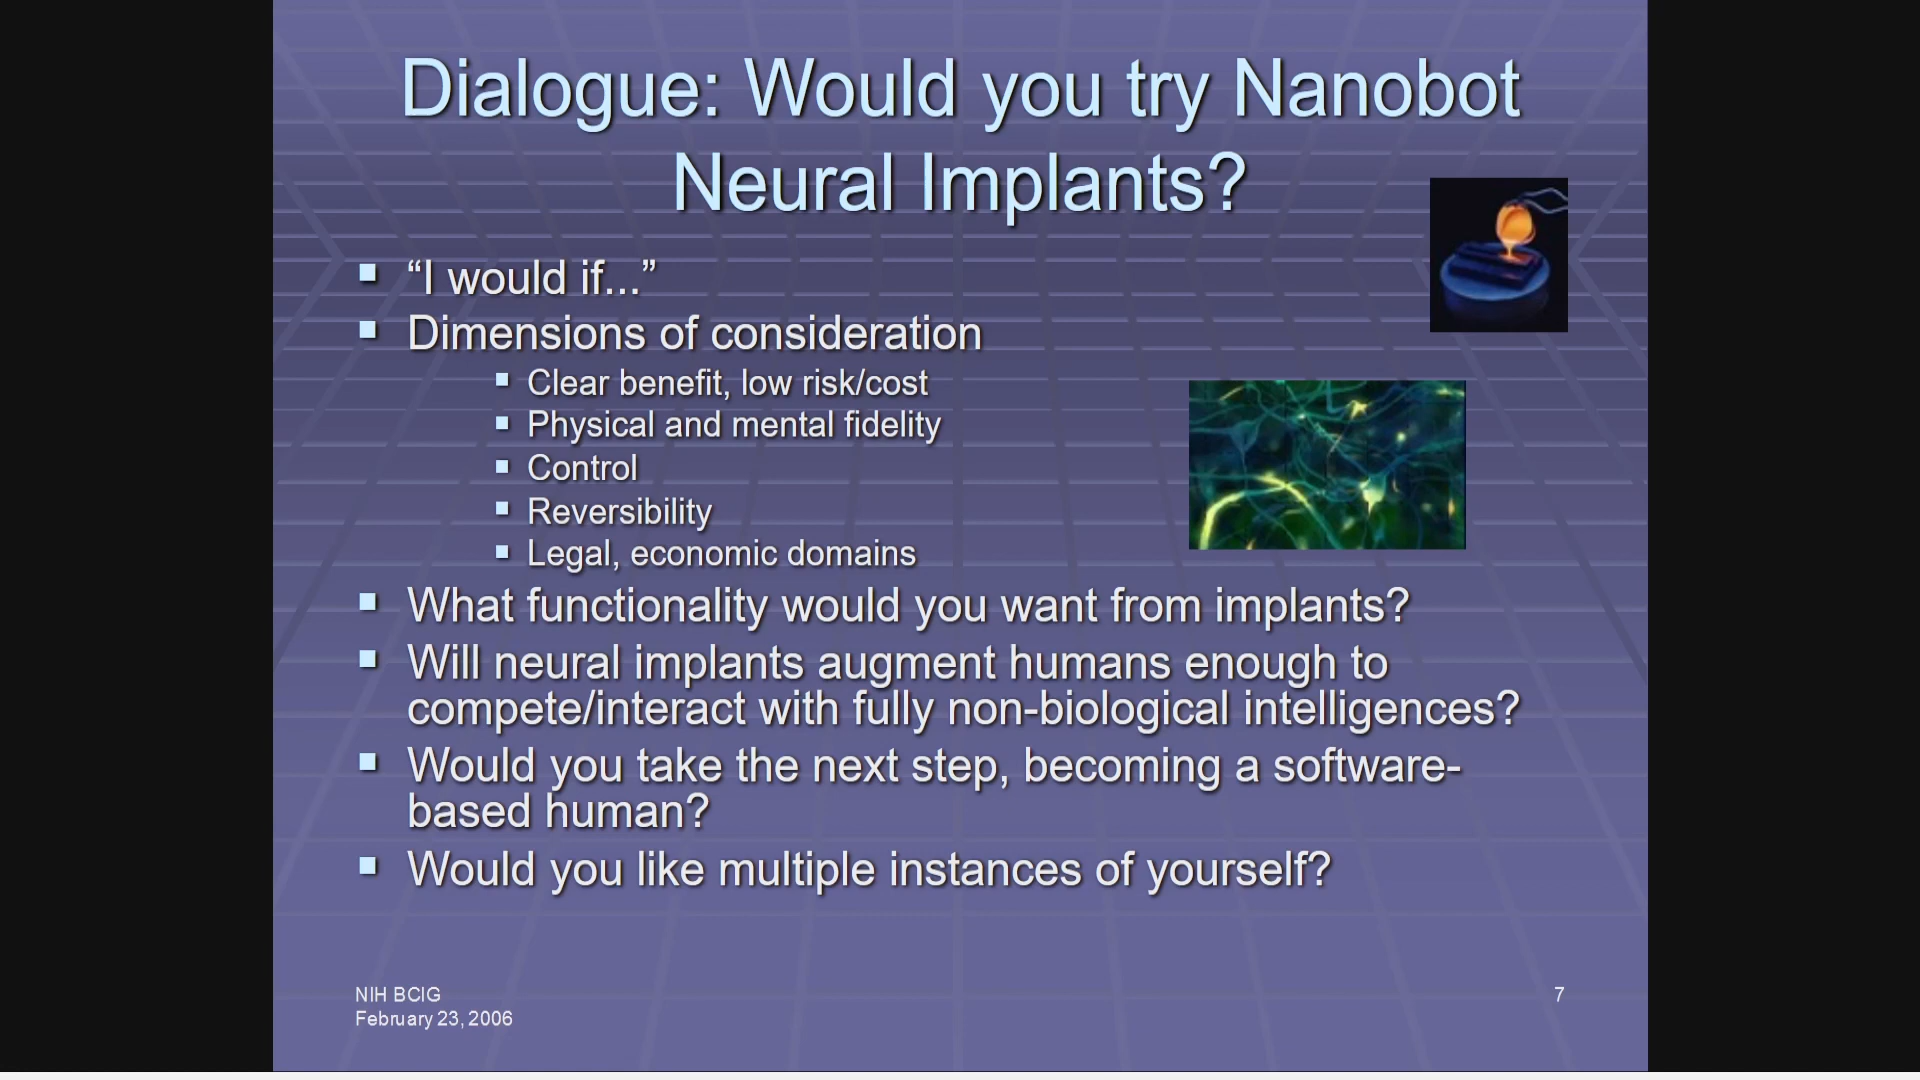 Dialogue: Would you try Nanobot
Neural Implants?
“I would if...”
Dimensions of consideration
Clear benefit, low risk/cost
Physical and mental fidelity
Control
Reversibility
Legal, economic domains
What functionality would you want from implants?
Will neural implants augment humans enough to
compete/interact with fully non-biological intelligences?
Would you take the next step, becoming a software-
based human?
Would you like multiple instances of yourself?
NIH BCIG
February 23, 2006
7